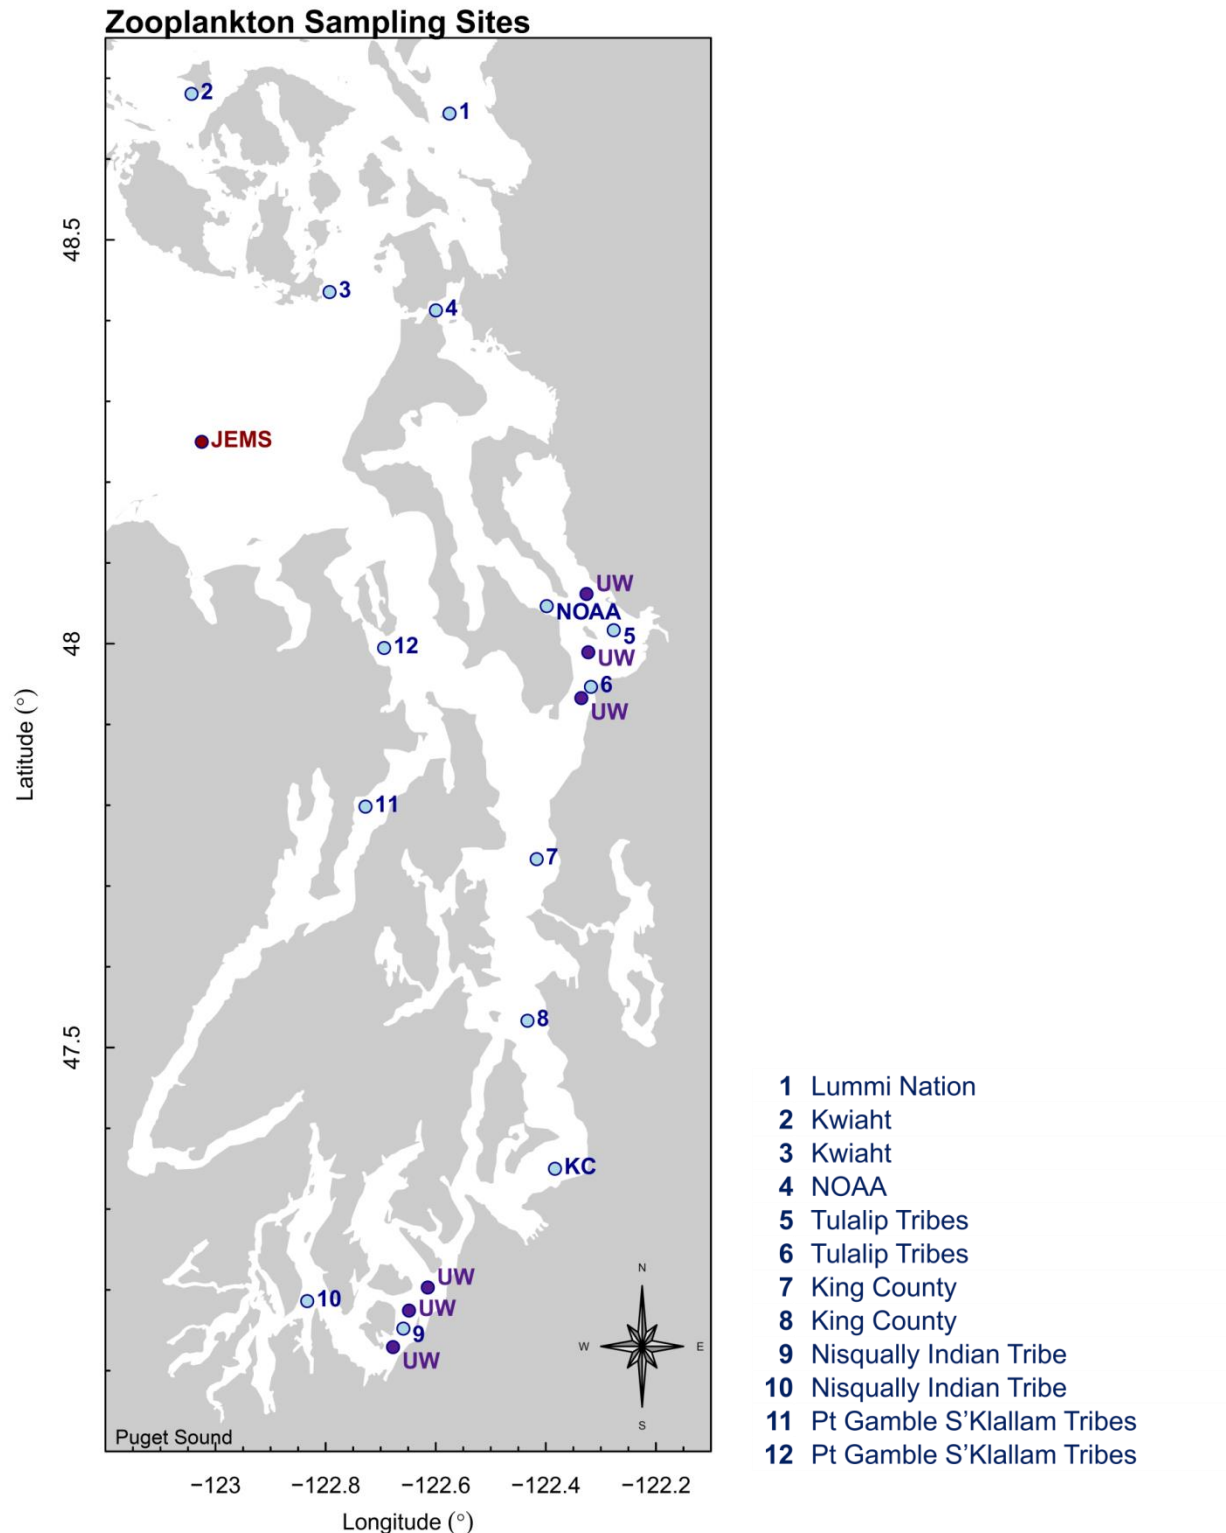 Zooplankton Sampling Sites
2
1
48.5
3
4
JEMS
UW
NOAA
5
48
12
UW
6
UW
Latitude (°)
11
7
8
47.5
KC
UW
10
UW
9
UW
N
W
E
S
Puget Sound
−123
−122.8
−122.6
−122.4
−122.2
Longitude (°)
1 Lummi Nation
2 Kwiaht
3 Kwiaht
4 NOAA
5 Tulalip Tribes
6 Tulalip Tribes
7 King County
8 King County
9 Nisqually Indian Tribe
10 Nisqually Indian Tribe
11 Pt Gamble S’Klallam Tribes
12 Pt Gamble S’Klallam Tribes